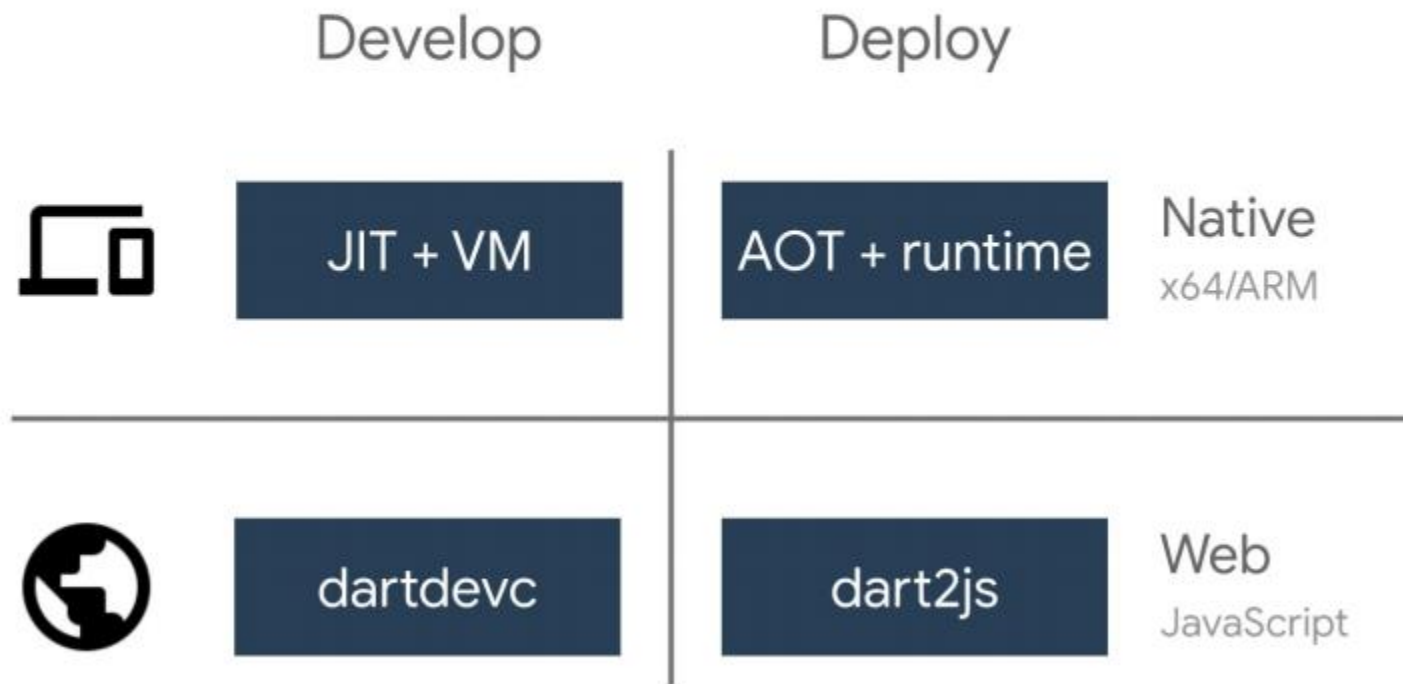 Develop
Deploy
JIT + VM
AOT + runtime
Native
x64/ARM
dartdevc
dart2js
Web
JavaScript